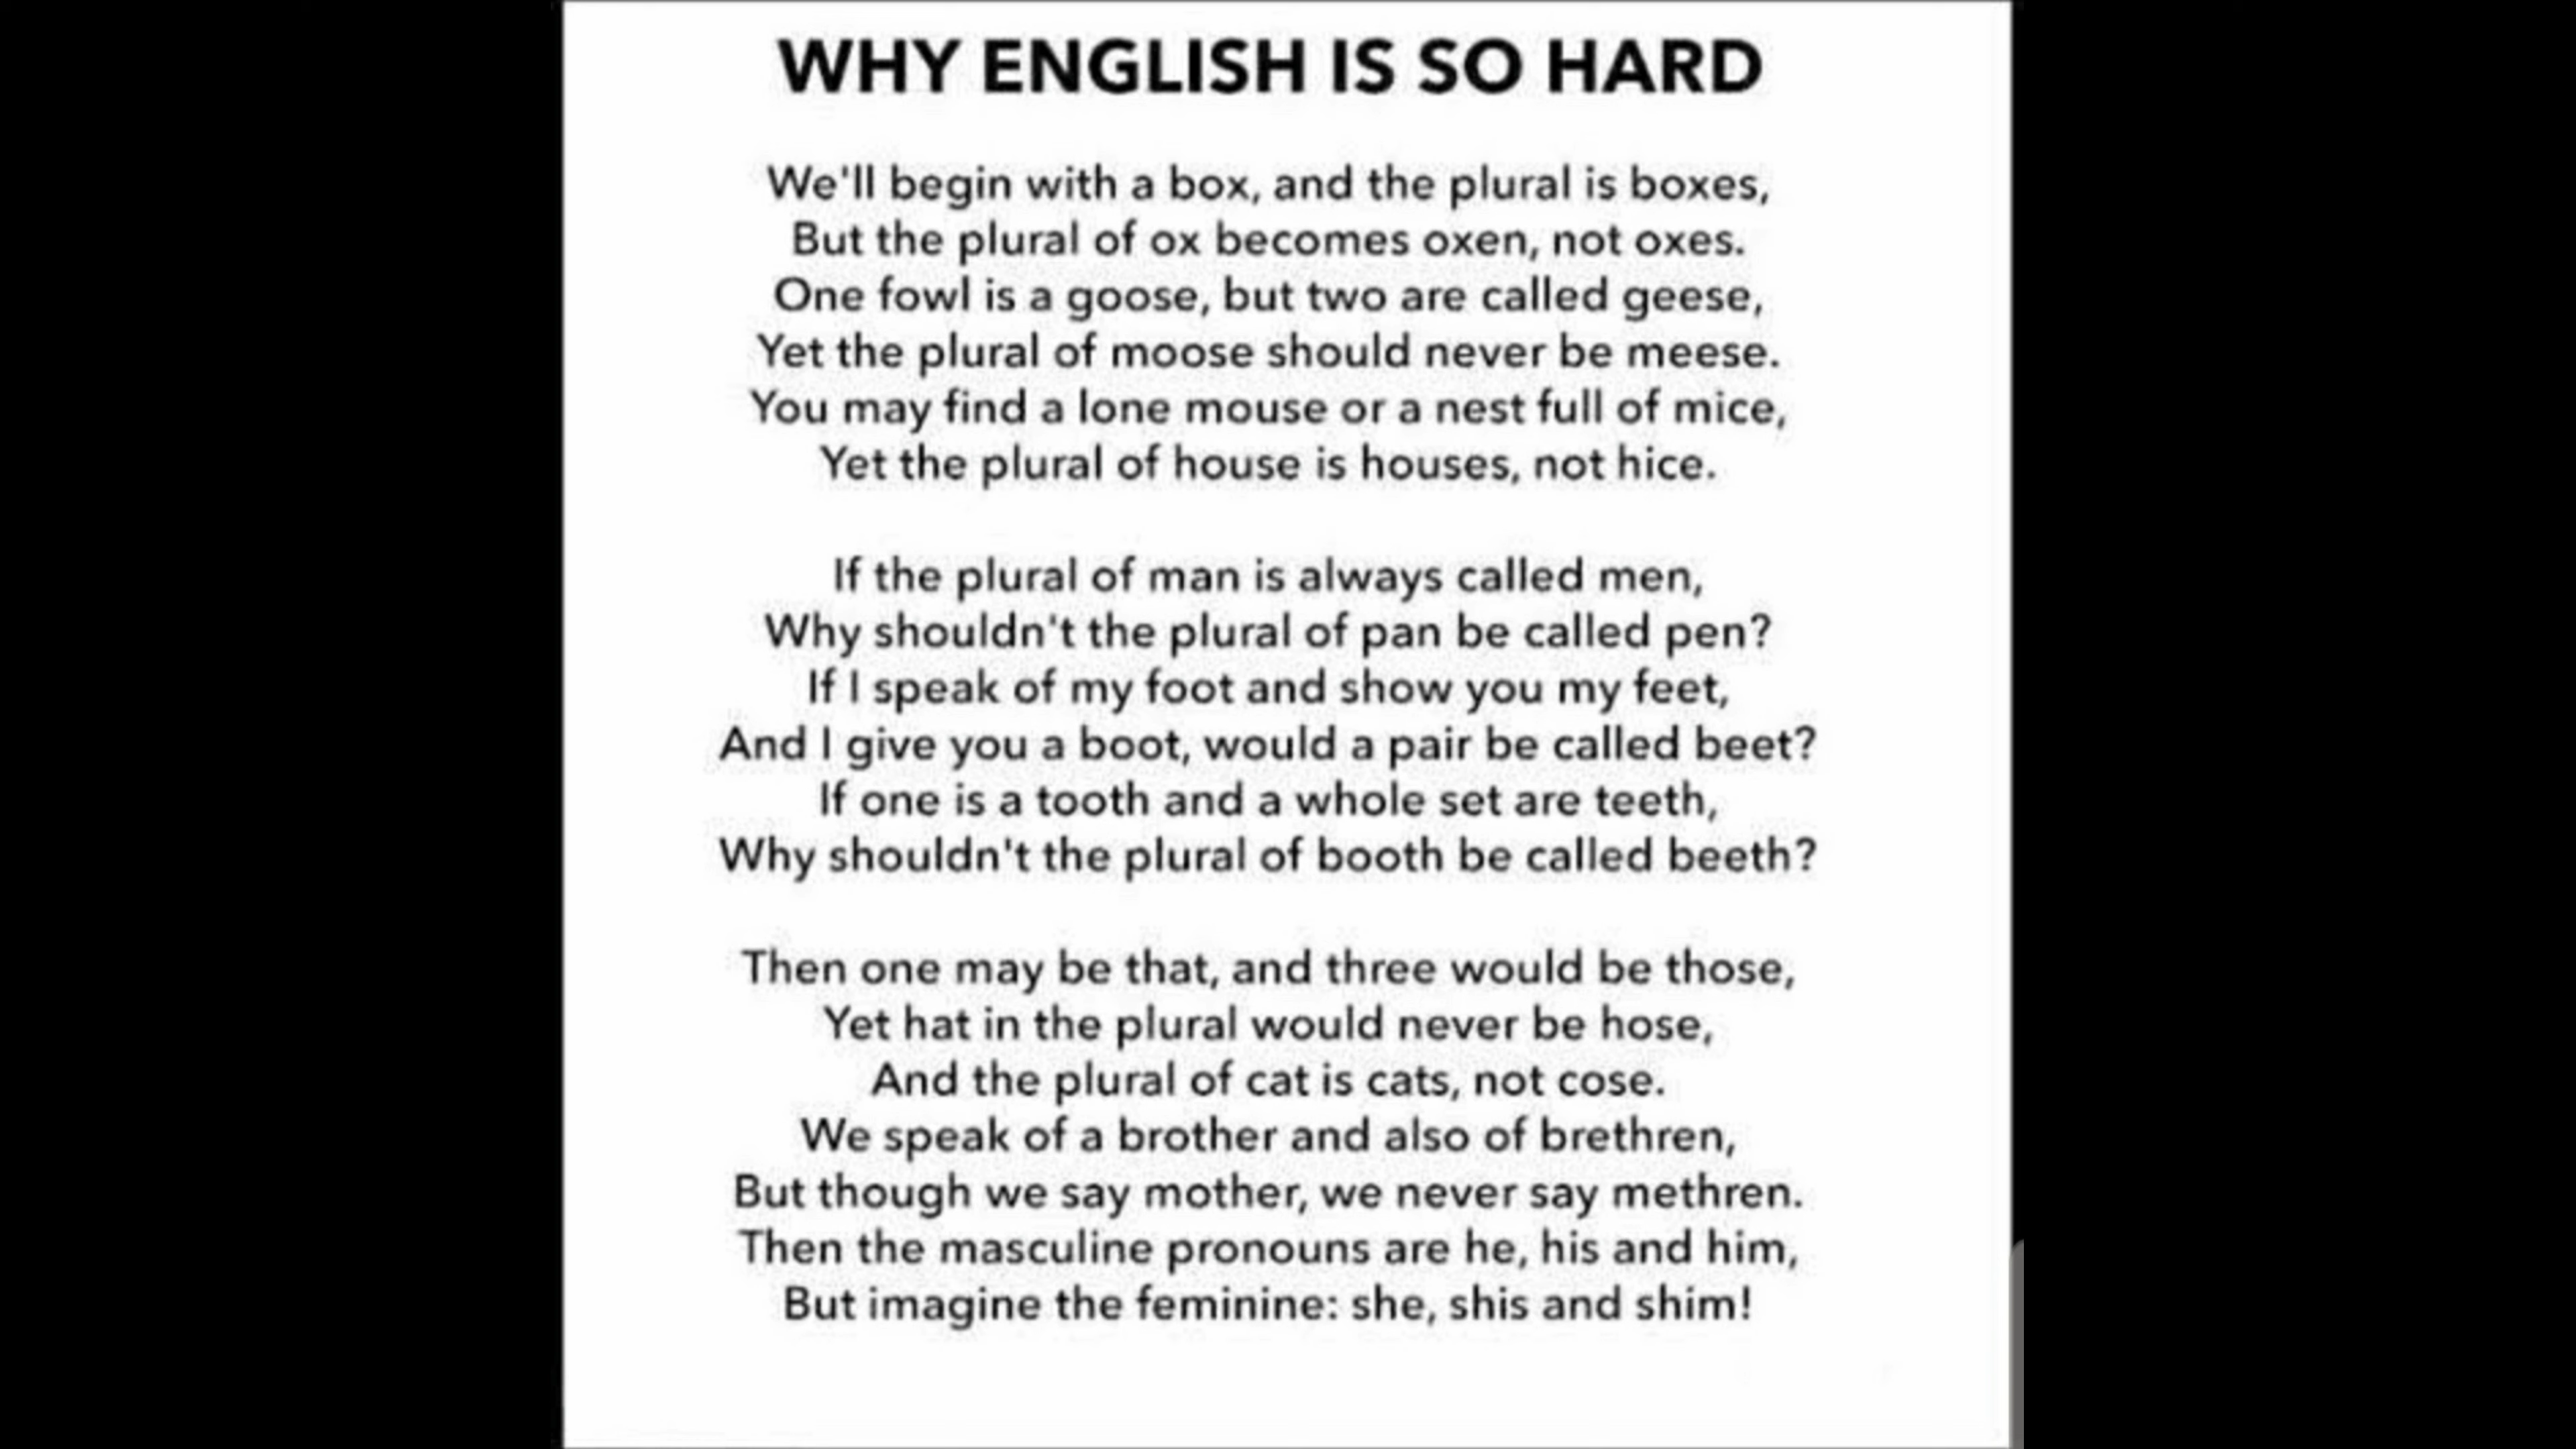 WHY ENGLISH IS SO HARD
We'll begin with a box, and the plural is boxes,
But the plural of ox becomes oxen, not oxes.
One fowl is a goose, but two are called geese,
Yet the plural of moose should never be meese.
You may find a lone mouse or a nest full of mice,
Yet the plural of house is houses, not hice.
If the plural of man is always called men,
Why shouldn't the plural of pan be called pen?
If I speak of my foot and show you my feet,
And I give you a boot, would a pair be called beet?
If one is a tooth and a whole set are teeth,
Why shouldn't the plural of booth be called beeth?
Then one may be that, and three would be those,
Yet hat in the plural would never be hose,
And the plural of cat is cats, not cose.
We speak of a brother and also of brethren,
But though we say mother, we never say methren.
Then the masculine pronouns are he, his and him,
But imagine the feminine: she, shis and shim!